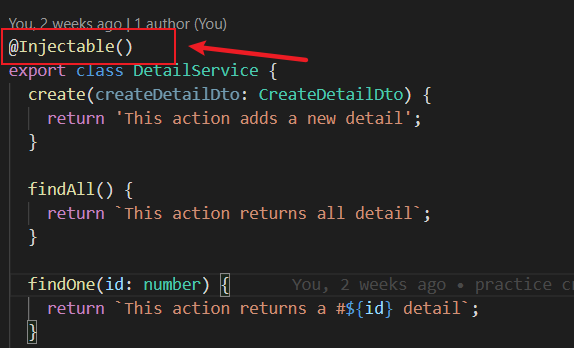 You, 2 weeks ago | 1 author (You)
@Injectable()
export class DetailService {
create(createDetailDto: CreateDetailDto) {
return 'This action adds a new detail';
}
findAll() {
return `This action returns all detail`;
}
findOne(id: number) { You, 2 weeks ago • practice
return `This action returns a #${id} detail`;
}